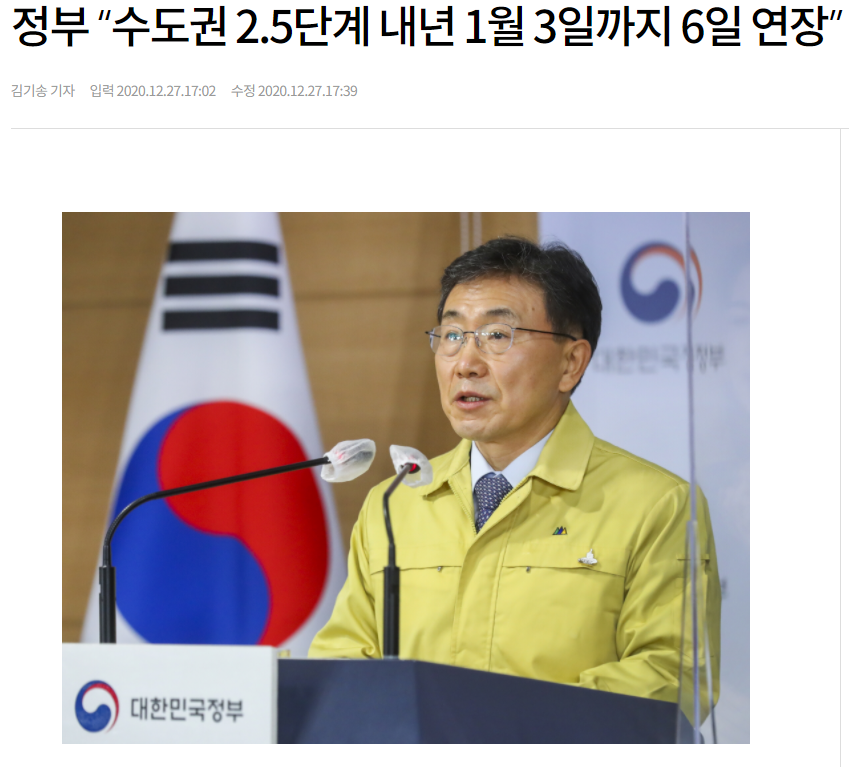 정부 "수도권 2.5단계 내년 1월 3일까지 6일 연장"
김기송 기자 입력 2020.12.27.17:02 수정 2020.12.27.17:39
대한민국정부
대한민국정부